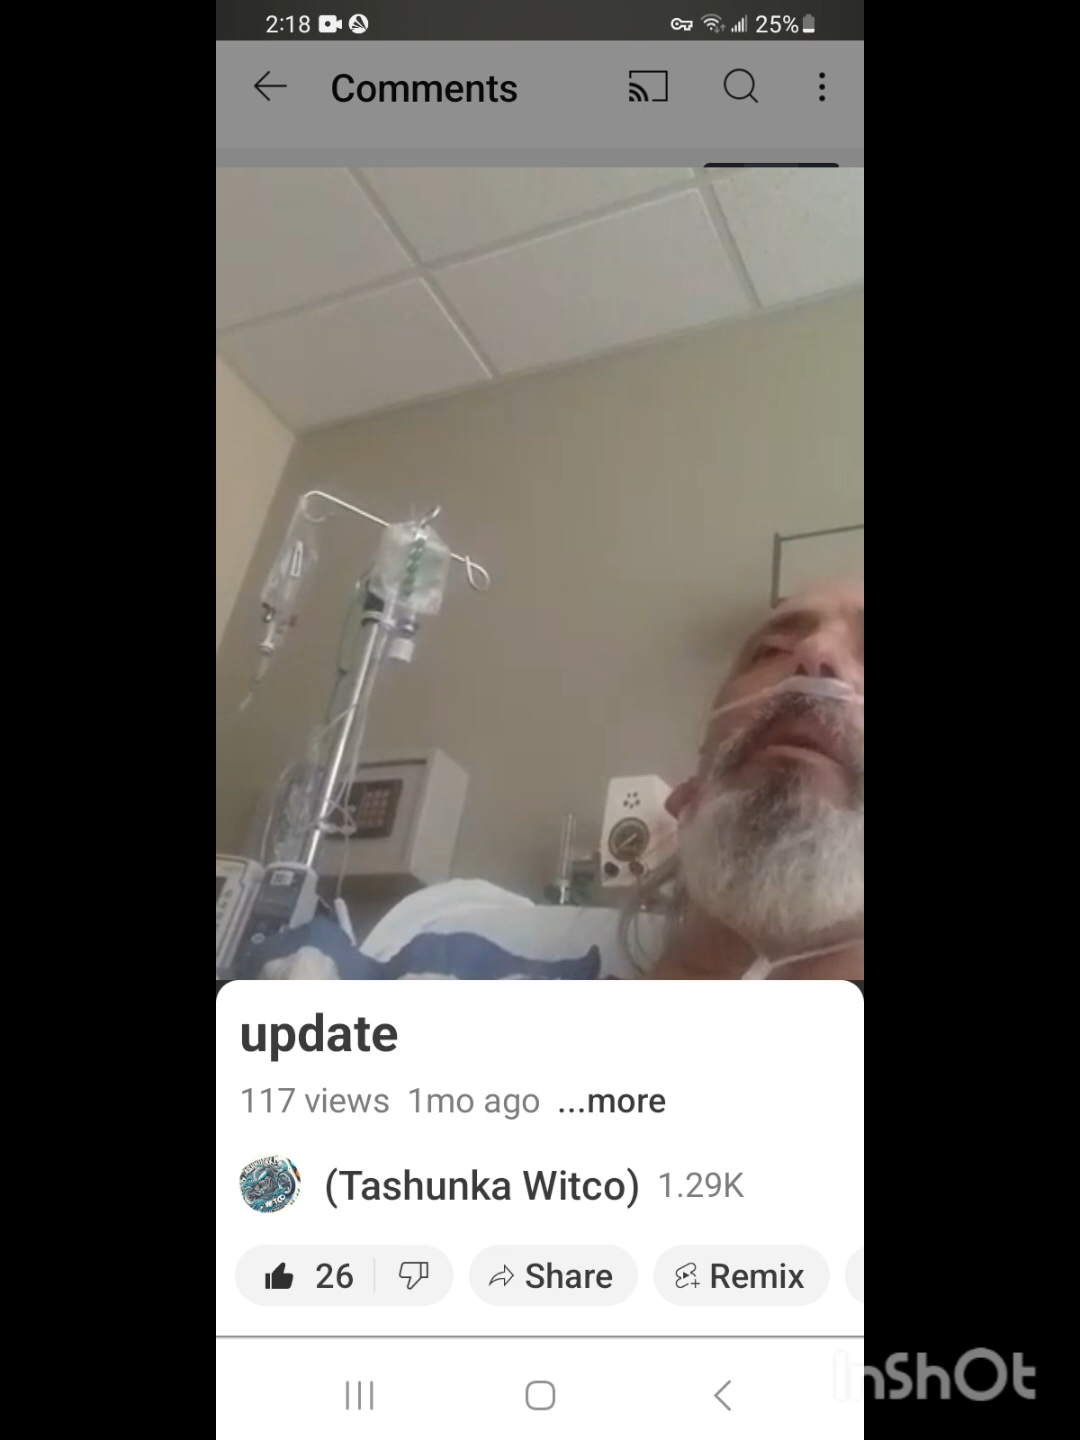 2:18
25%
Comments
update
117 views 1mo ago ...more
(Tashunka Witco) 1.29K
26
Share
Remix
InShOt